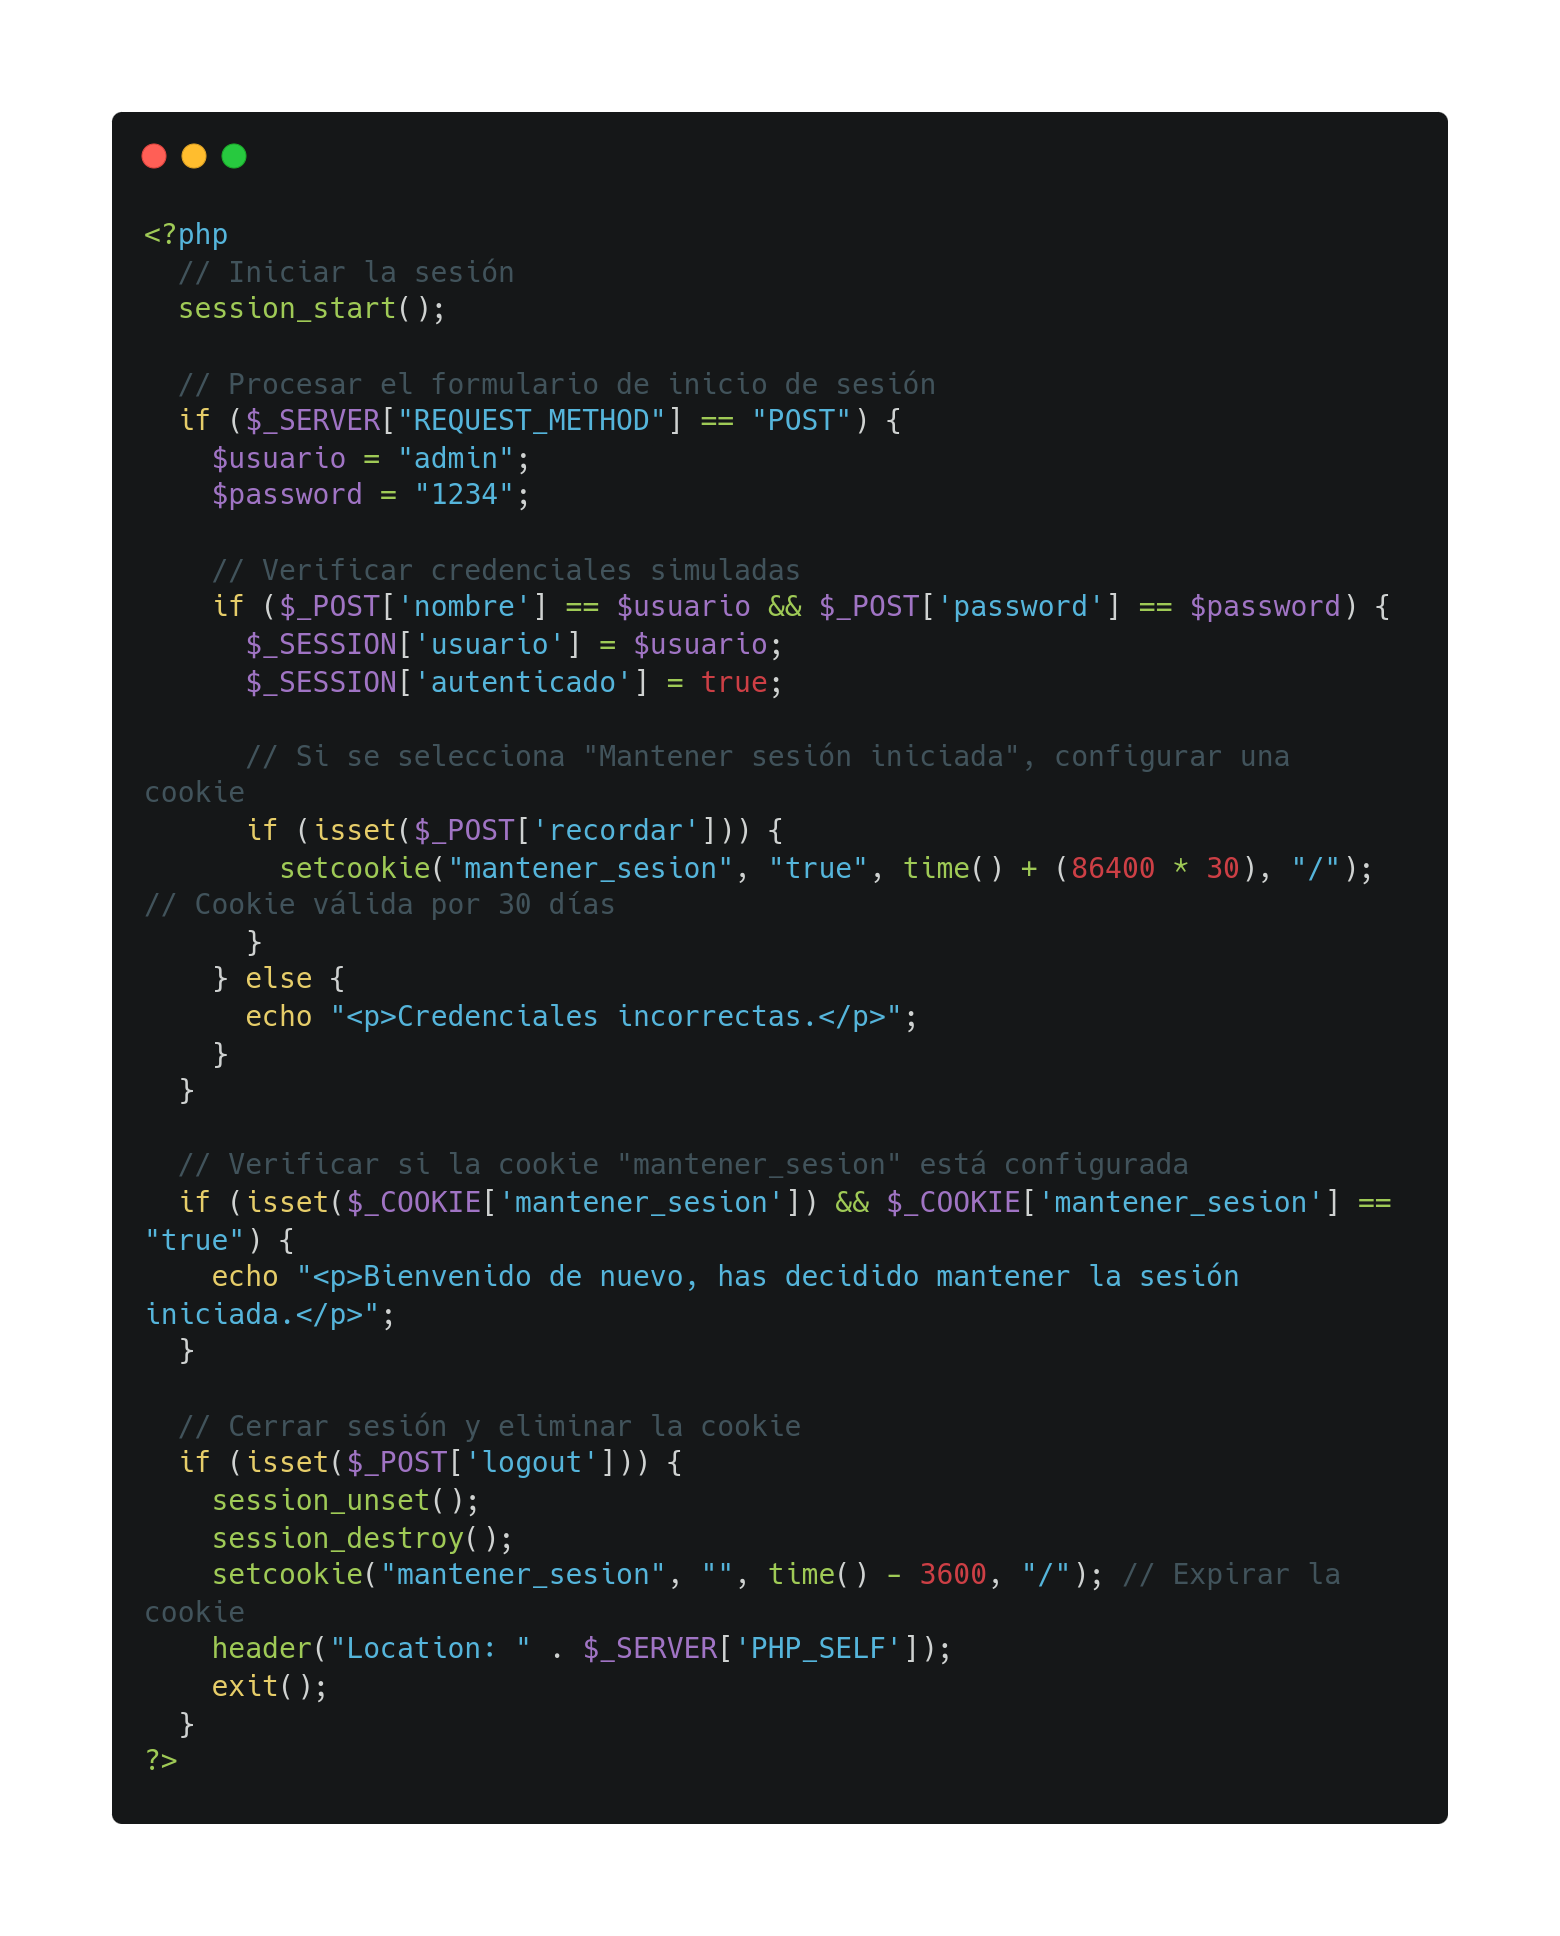 <?php
  // Iniciar la sesión
  session_start();

  // Procesar el formulario de inicio de sesión
  if ($_SERVER["REQUEST_METHOD"] == "POST") {
    $usuario = "admin";
    $password = "1234";

    // Verificar credenciales simuladas
    if ($_POST['nombre'] == $usuario && $_POST['password'] == $password) {
      $_SESSION['usuario'] = $usuario;
      $_SESSION['autenticado'] = true;

      // Si se selecciona "Mantener sesión iniciada", configurar una
cookie
      if (isset($_POST['recordar'])) {
        setcookie("mantener_sesion", "true", time() + (86400 * 30), "/");
// Cookie válida por 30 días
      }
    } else {
      echo "<p>Credenciales incorrectas.</p>";
    }
  }

  // Verificar si la cookie "mantener_sesion" está configurada
  if (isset($_COOKIE['mantener_sesion']) && $_COOKIE['mantener_sesion'] ==
"true") {
    echo "<p>Bienvenido de nuevo, has decidido mantener la sesión
iniciada.</p>";
  }

  // Cerrar sesión y eliminar la cookie
  if (isset($_POST['logout'])) {
    session_unset();
    session_destroy();
    setcookie("mantener_sesion", "", time() - 3600, "/"); // Expirar la
cookie
    header("Location: " . $_SERVER['PHP_SELF']);
    exit();
  }
?>